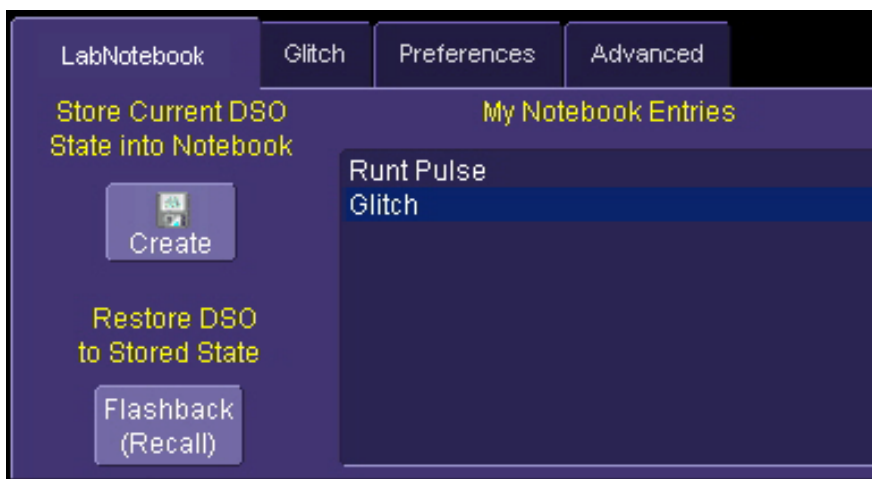 LabNotebook
Glitch
Preferences
Advanced
Store Current DSO
State into Notebook
Create
Restore DSO
to Stored State
Flashback
(Recall)
My Notebook Entries
Runt Pulse
Glitch